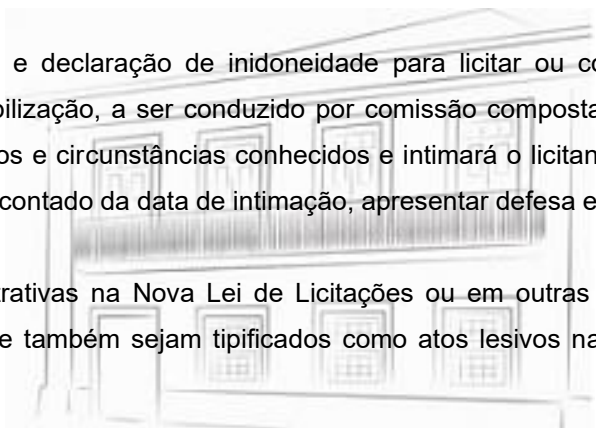 e declaração de inidoneidade para licitar ou co
bilização, a ser conduzido por comissão composta
os e circunstâncias conhecidos e intimará o licitan
contado da data de intimação, apresentar defesa e
trativas na Nova Lei de Licitações ou em outras
e também sejam tipificados como atos lesivos na